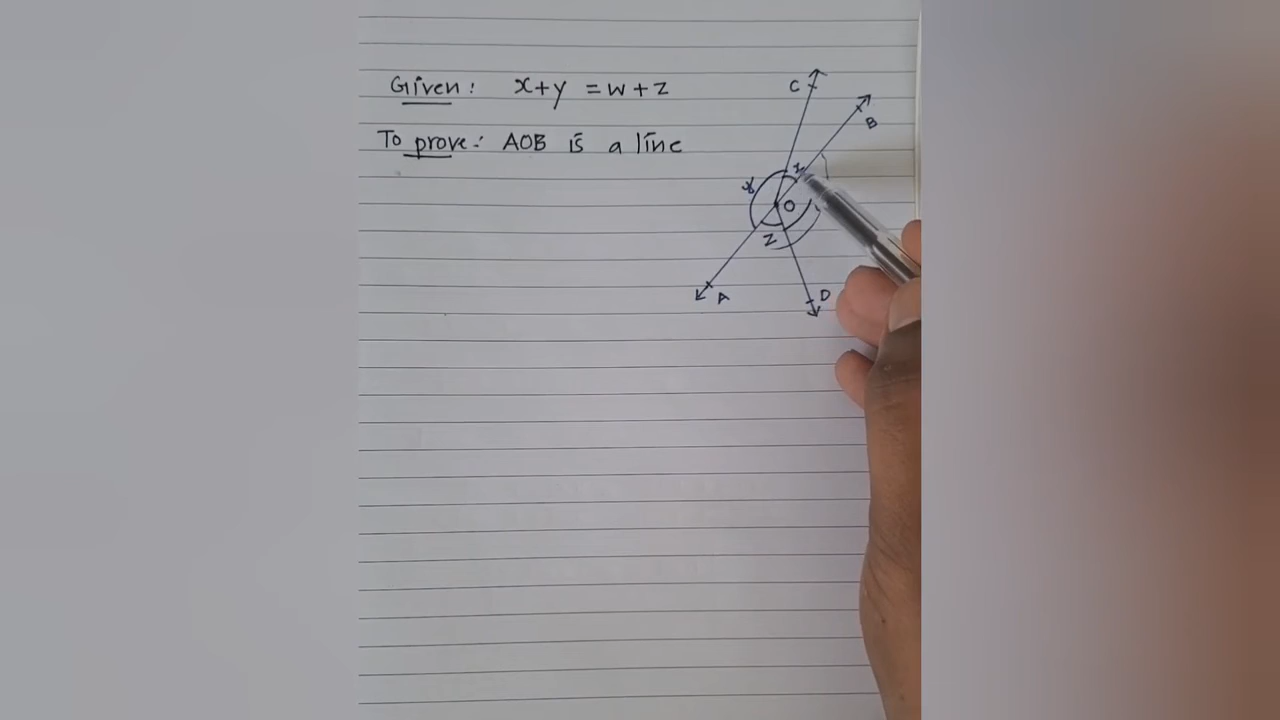 Given: x+y = w+z
To prove:- AOB is a line
C
B
x
y
O
z
A
D